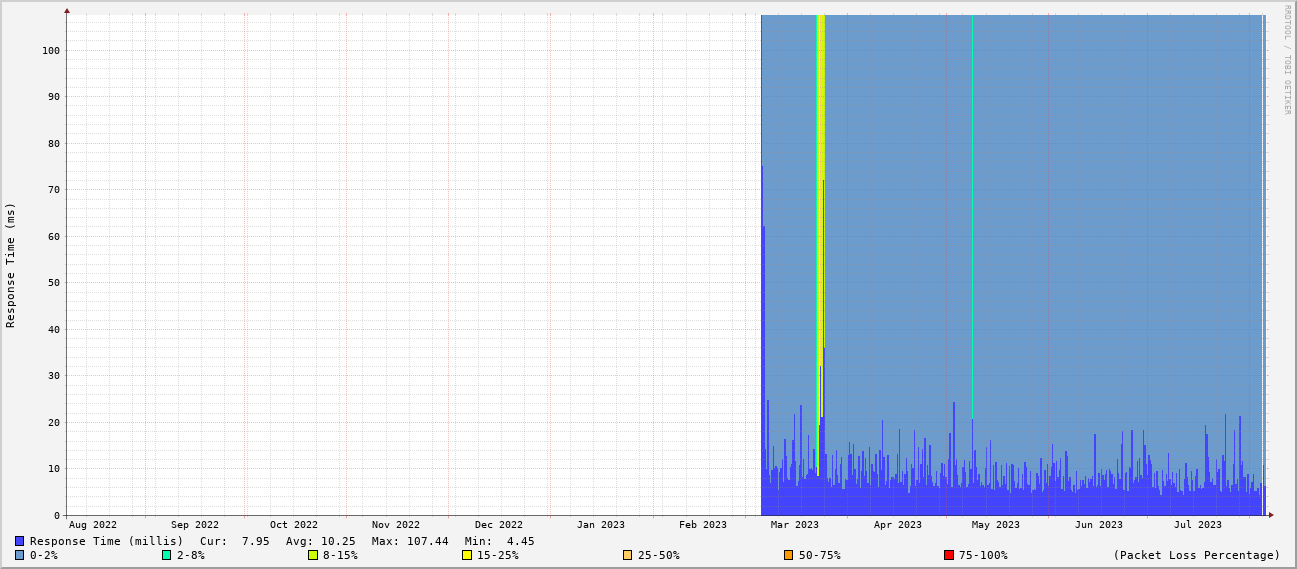 RRDTOOL / TOBI OETIKER
Response Time (ms)
100
90
80
70
60
50
40
30
20
10
0
Aug 2022 Sep 2022 Oct 2022 Nov 2022 Dec 2022 Jan 2023 Feb 2023 Mar 2023 Apr 2023 May 2023 Jun 2023 Jul 2023
Response Time (millis) Cur: 7.95 Avg: 10.25 Max: 107.44 Min: 4.45
0-2% 2-8% 8-15% 15-25% 25-50% 50-75% 75-100% (Packet Loss Percentage)